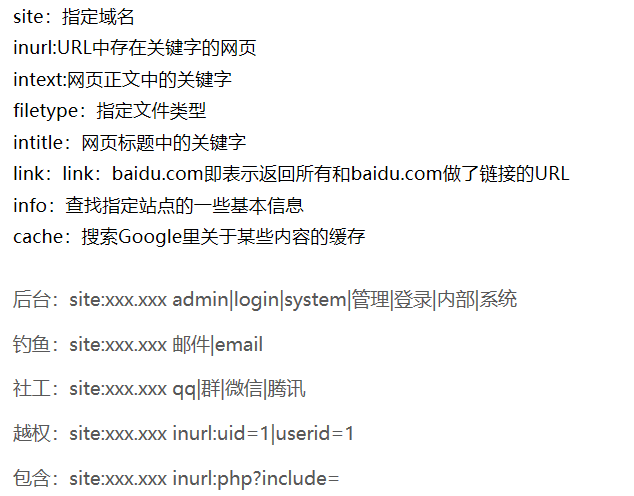 site：指定域名
inurl:URL中存在关键字的网页
intext:网页正文中的关键字
filetype：指定文件类型
intitle：网页标题中的关键字
link：link：baidu.com即表示返回所有和baidu.com做了链接的URL
info：查找指定站点的一些基本信息
cache：搜索Google里关于某些内容的缓存
后台：site:xxx.xxx admin|login|system|管理|登录|内部|系统
钓鱼：site:xxx.xxx 邮件|email
社工：site:xxx.xxx qq|群|微信|腾讯
越权：site:xxx.xxx inurl:uid=1|userid=1
包含：site:xxx.xxx inurl:php?include=